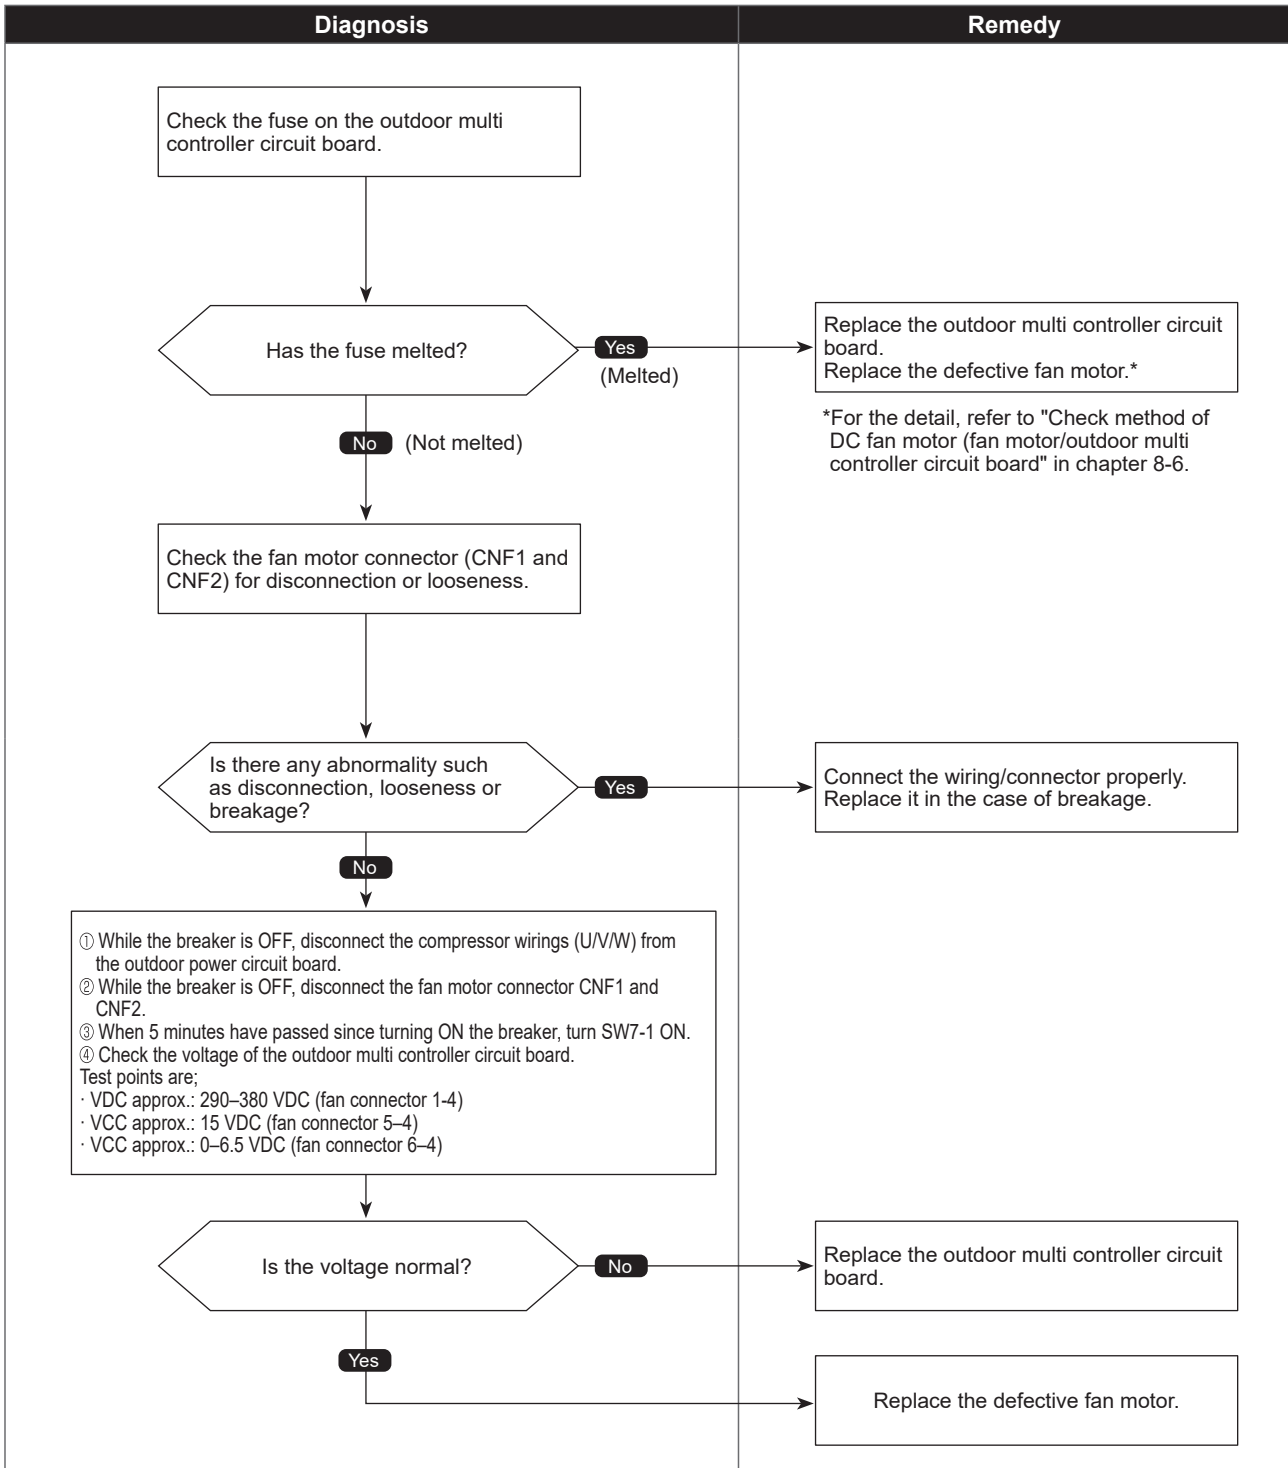 Diagnosis
Remedy
Check the fuse on the outdoor multi
controller circuit board.
Has the fuse melted?
Yes
(Melted)
Replace the outdoor multi controller circuit
board.
Replace the defective fan motor.*
*For the detail, refer to "Check method of
DC fan motor (fan motor/outdoor multi
controller circuit board" in chapter 8-6.
No (Not melted)
Check the fan motor connector (CNF1 and
CNF2) for disconnection or looseness.
Is there any abnormality such
as disconnection, looseness or
breakage?
Yes
Connect the wiring/connector properly.
Replace it in the case of breakage.
No
① While the breaker is OFF, disconnect the compressor wirings (U/V/W) from
the outdoor power circuit board.
② While the breaker is OFF, disconnect the fan motor connector CNF1 and
CNF2.
③ When 5 minutes have passed since turning ON the breaker, turn SW7-1 ON.
④ Check the voltage of the outdoor multi controller circuit board.
Test points are;
· VDC approx.: 290–380 VDC (fan connector 1-4)
· VCC approx.: 15 VDC (fan connector 5–4)
· VCC approx.: 0–6.5 VDC (fan connector 6–4)
Is the voltage normal?
No
Replace the outdoor multi controller circuit
board.
Yes
Replace the defective fan motor.